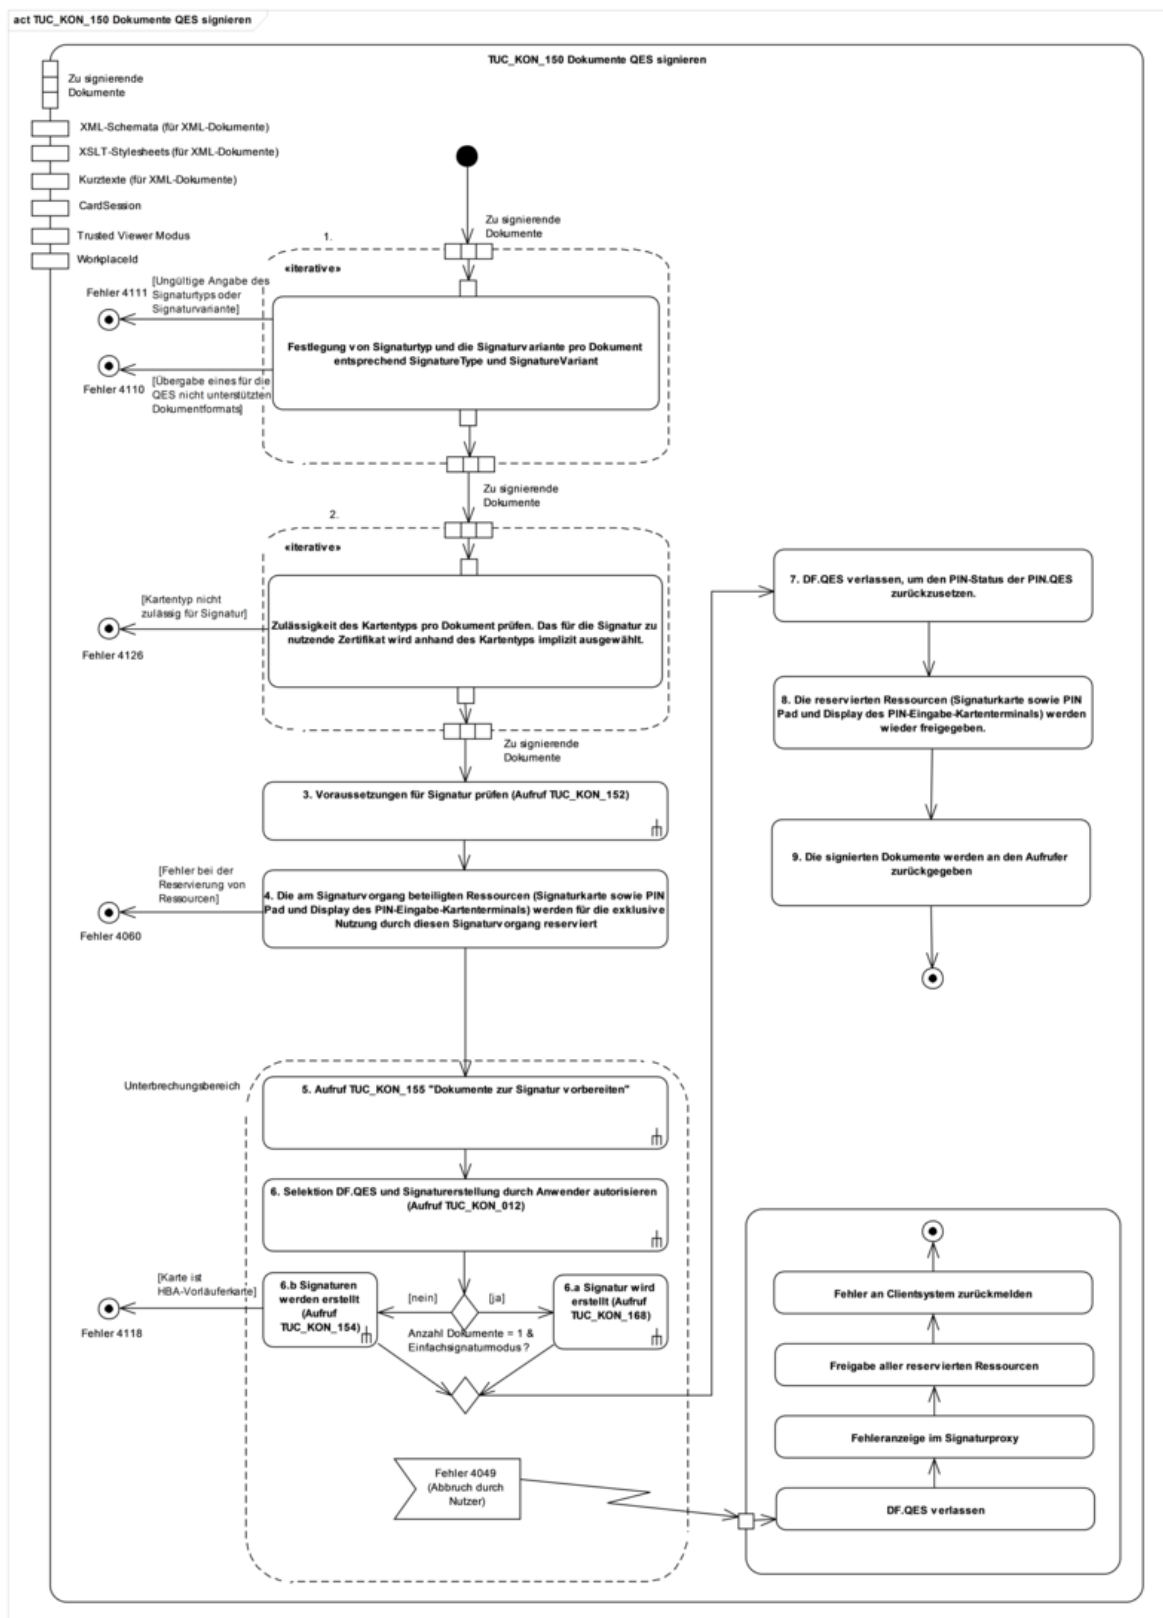 act TUC_KON_150 Dokumente QES signieren
TUC_KON_150 Dokumente QES signieren
Zu signierende
Dokumente
XML-Schemata (für XML-Dokumente)
XSLT-Stylesheets (für XML-Dokumente)
Kurztexte (für XML-Dokumente)
CardSession
Trusted Viewer Modus
WorkplaceId
Zu signierende
Dokumente
1.
«iterative»
[Ungültige Angabe des
Signaturtyps oder
Signaturvariante]
Fehler 4111
Festlegung von Signaturtyp und die Signaturvariante pro Dokument
entsprechend SignatureType und SignatureVariant
Fehler 4110
[Übergabe eines für die
QES nicht unterstützten
Dokumentformats]
Zu signierende
Dokumente
2.
«iterative»
[Kartentyp nicht
zulässig für Signatur]
Fehler 4126
Zulässigkeit des Kartentyps pro Dokument prüfen. Das für die Signatur zu
nutzende Zertifikat wird anhand des Kartentyps implizit ausgewählt.
Zu signierende
Dokumente
3. Voraussetzungen für Signatur prüfen (Aufruf TUC_KON_152)
[Fehler bei der
Reservierung von
Ressourcen]
Fehler 4060
4. Die am Signaturvorgang beteiligten Ressourcen (Signaturkarte sowie PIN
Pad und Display des PIN-Eingabe-Kartenterminals) werden für die exklusive
Nutzung durch diesen Signaturvorgang reserviert
Unterbrechungsbereich
5. Aufruf TUC_KON_155 "Dokumente zur Signatur vorbereiten"
6. Selektion DF.QES und Signaturerstellung durch Anwender autorisieren
(Aufruf TUC_KON_012)
[Karte ist
HBA-Vorläuferkarte]
Fehler 4118
6.b Signaturen
werden erstellt
(Aufruf
TUC_KON_154)
[nein]
[ja]
6.a Signatur wird
erstellt (Aufruf
TUC_KON_168)
Anzahl Dokumente = 1 &
Einfachsignaturmodus ?
Fehler 4049
(Abbruch durch
Nutzer)
7. DF.QES verlassen, um den PIN-Status der PIN.QES
zurückzusetzen.
8. Die reservierten Ressourcen (Signaturkarte sowie PIN
Pad und Display des PIN-Eingabe-Kartenterminals) werden
wieder freigegeben.
9. Die signierten Dokumente werden an den Aufrufer
zurückgegeben
Fehler an Clientsystem zurückmelden
Freigabe aller reservierten Ressourcen
Fehleranzeige im Signaturproxy
DF.QES verlassen